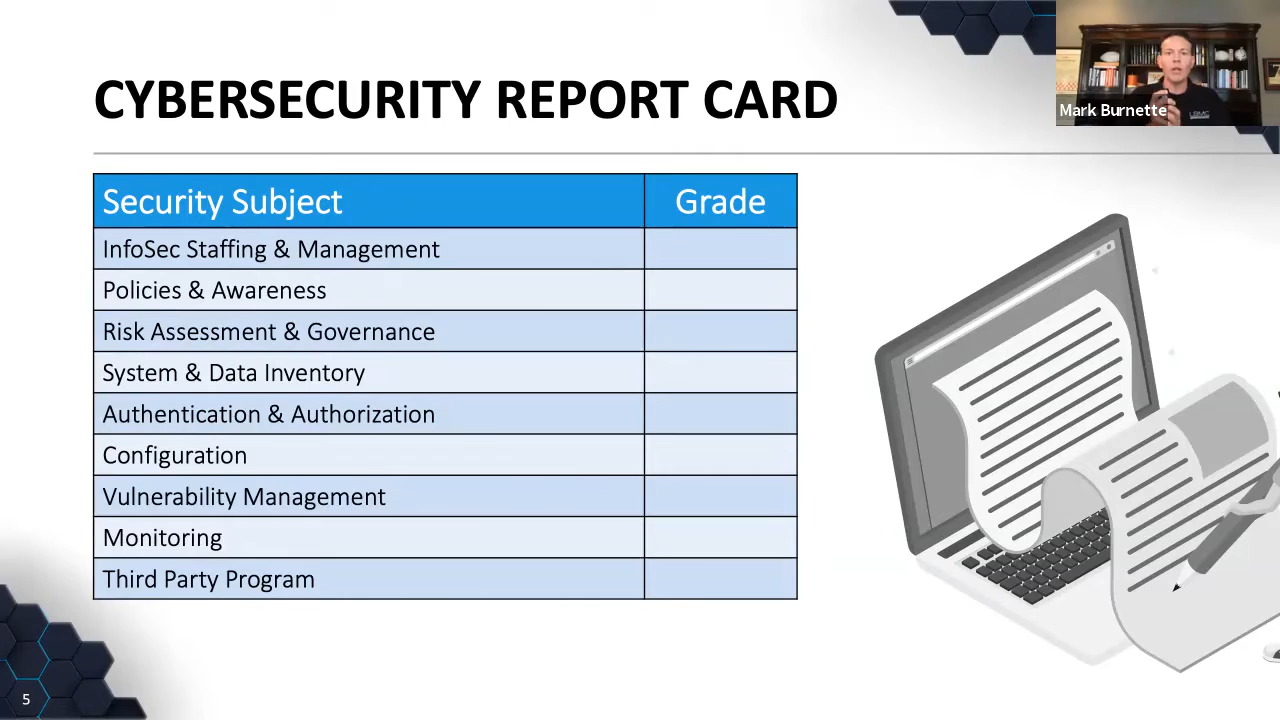 CYBERSECURITY REPORT CARD
Mark Burnette
Security Subject Grade
InfoSec Staffing & Management
Policies & Awareness
Risk Assessment & Governance
System & Data Inventory
Authentication & Authorization
Configuration
Vulnerability Management
Monitoring
Third Party Program
5